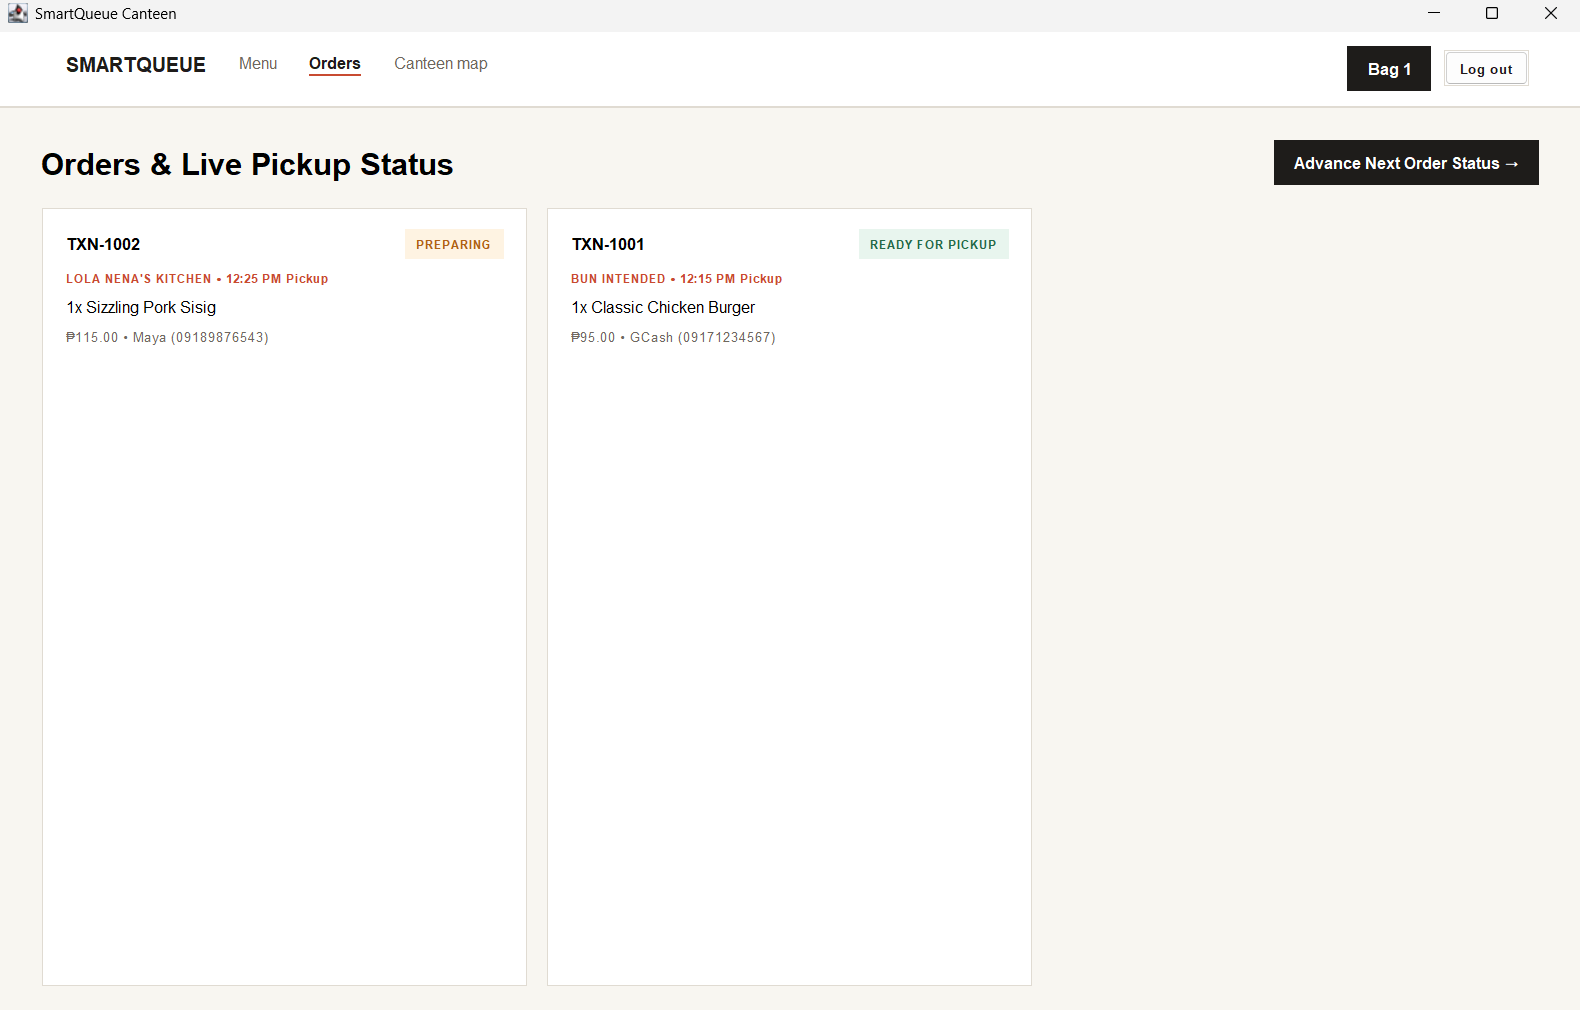 SmartQueue Canteen
SMARTQUEUE Menu Orders Canteen map Bag 1 Log out
Orders & Live Pickup Status
Advance Next Order Status →
TXN-1002 PREPARING
LOLA NENA'S KITCHEN • 12:25 PM Pickup
1x Sizzling Pork Sisig
₱115.00 • Maya (09189876543)
TXN-1001 READY FOR PICKUP
BUN INTENDED • 12:15 PM Pickup
1x Classic Chicken Burger
₱95.00 • GCash (09171234567)